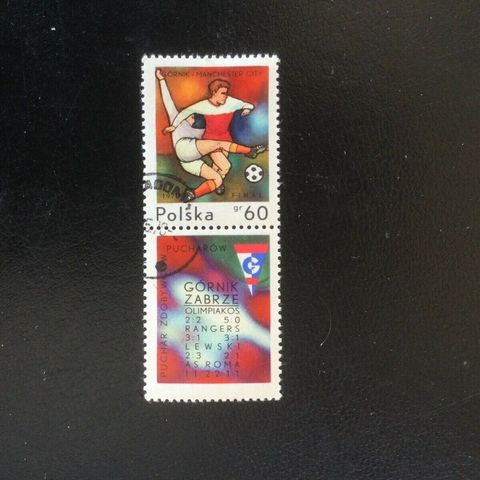 GÓRNIK - MANCHESTER CITY
1970 FINAŁ
Polska gr 60
PUCHAR ZDOBYWCÓW
PUCHARÓW
G
GÓRNIK
ZABRZE
OLIMPIAKOS
2:2 5:0
RANGERS
3:1 3:1
LEWSKI
2:3 2:1
AS ROMA
1:1 2:2 1:1